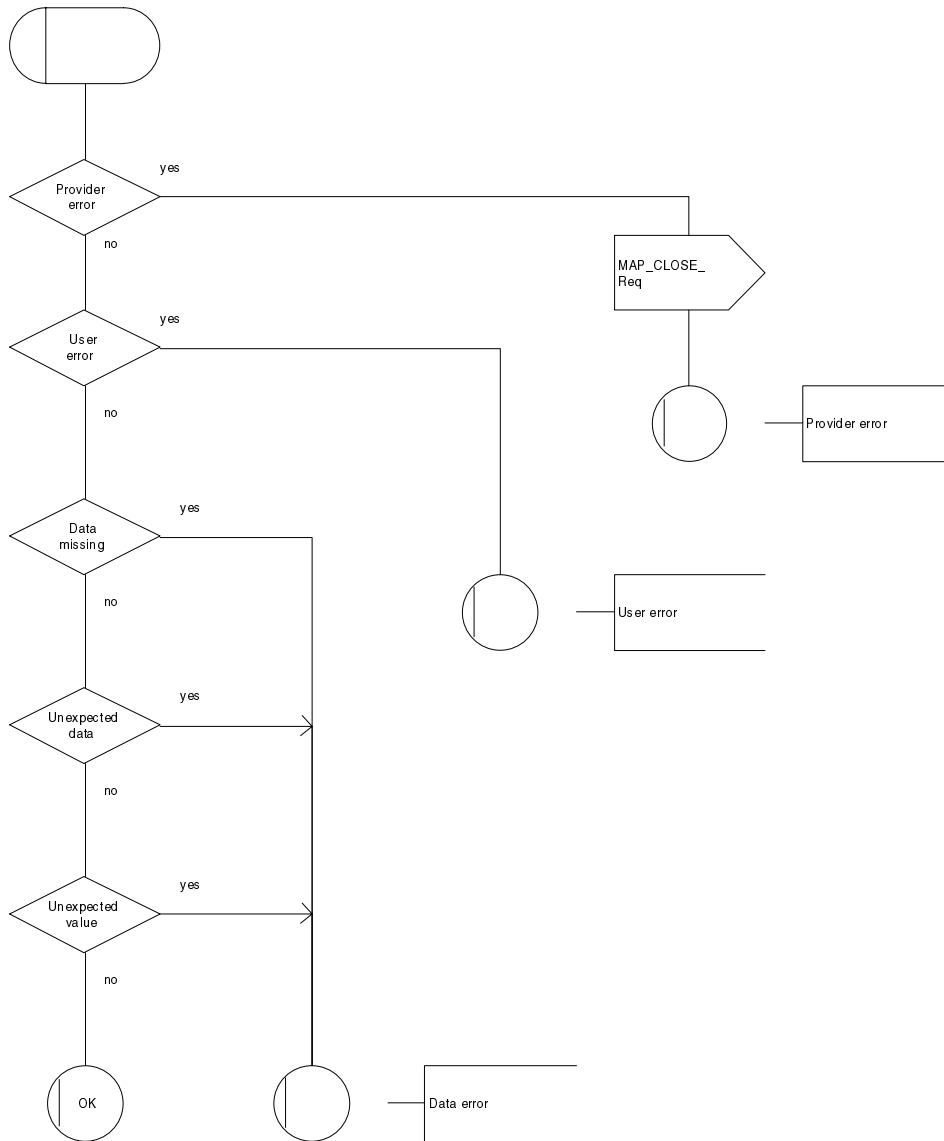 yes
Provider
error
no
MAP_CLOSE_
Req
yes
User
error
no
Provider error
yes
Data
missing
no
User error
yes
Unexpected
data
no
yes
Unexpected
value
no
OK
Data error